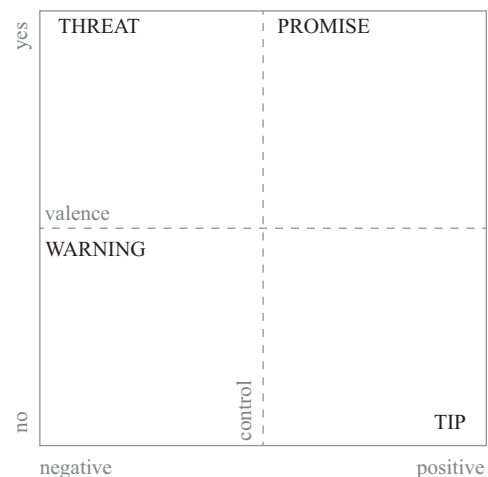 yes
THREAT
PROMISE
valence
WARNING
control
no
TIP
negative
positive